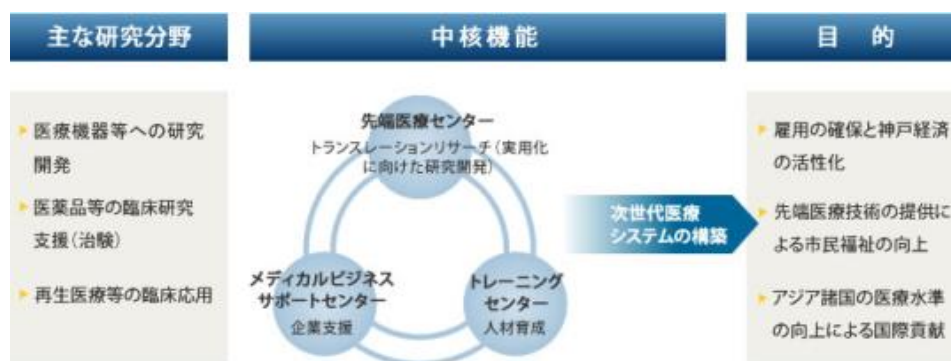 主な研究分野
中核機能
目 的
医療機器等への研究
開発
医薬品等の臨床研究
支援(治験)
再生医療等の臨床応用
先端医療センター
トランスレーションリサーチ(実用化
に向けた研究開発)
メディカルビジネス
サポートセンター
企業支援
トレーニング
センター
人材育成
次世代医療
システムの構築
雇用の確保と神戸経済
の活性化
先端医療技術の提供に
よる市民福祉の向上
アジア諸国の医療水準
の向上による国際貢献